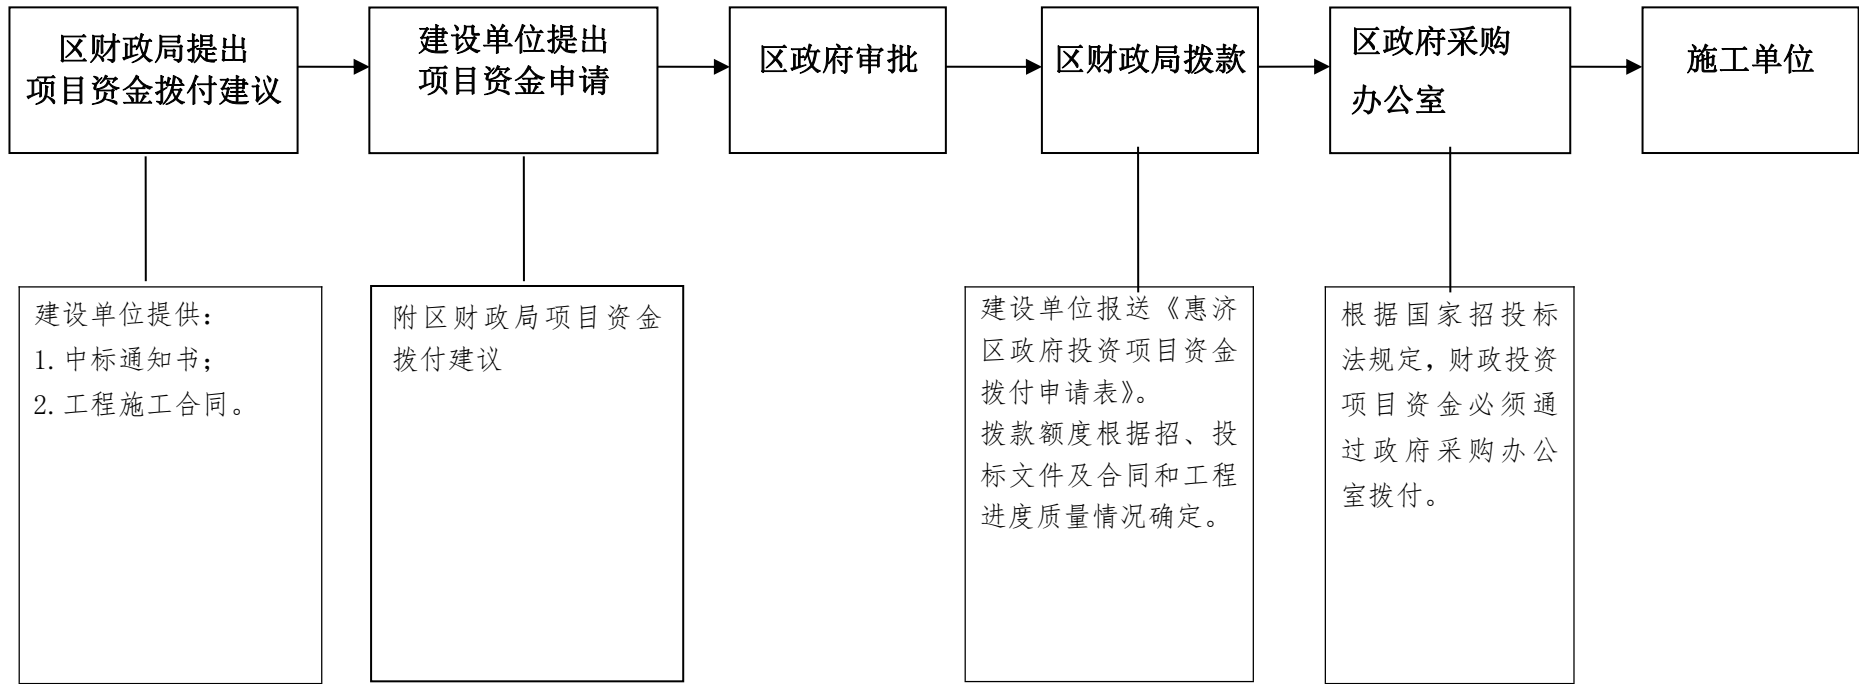 区财政局提出
项目资金拨付建议
建设单位提出
项目资金申请
区政府审批
区财政局拨款
区政府采购
办公室
施工单位
建设单位提供：
1.中标通知书；
2.工程施工合同。
附区财政局项目资金
拨付建议
建设单位报送《惠济
区政府投资项目资金
拨付申请表》。
拨款额度根据招、投
标文件及合同和工程
进度质量情况确定。
根据国家招投标
法规定，财政投资
项目资金必须通
过政府采购办公
室拨付。